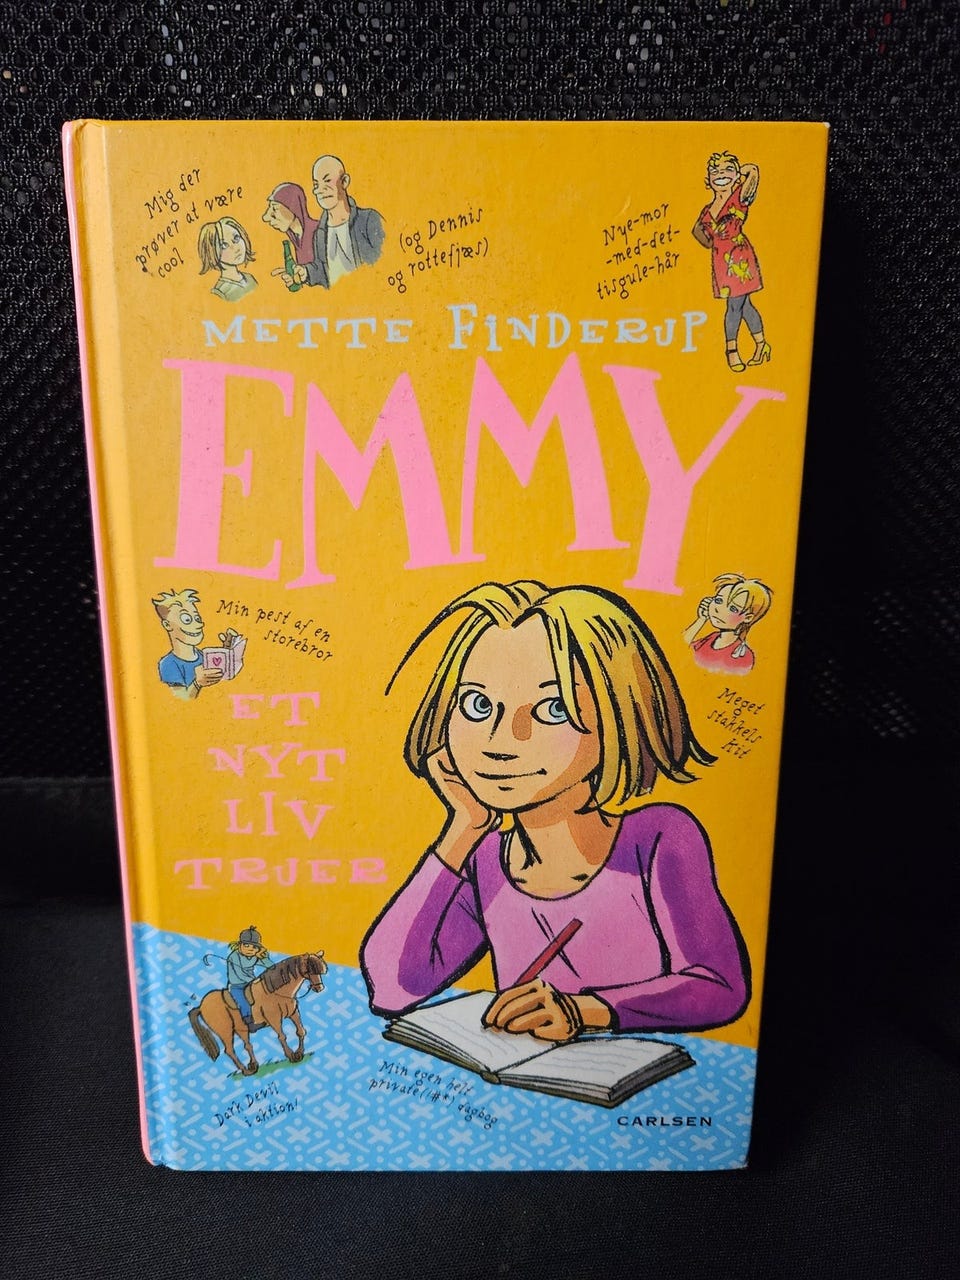 Mig der
prøver at være
cool
(og Dennis
og rottefjæs)
Nye-mor
-med-det-
tisgule-hår
METTE FINDERUP
EMMY
Min pest af en
storebror
ET
NYT
LIV
TRUER
Meget
stakkels
Kit
Dark Devil
i aktion!
Min egen helt
private(!#*) dagbog
CARLSEN